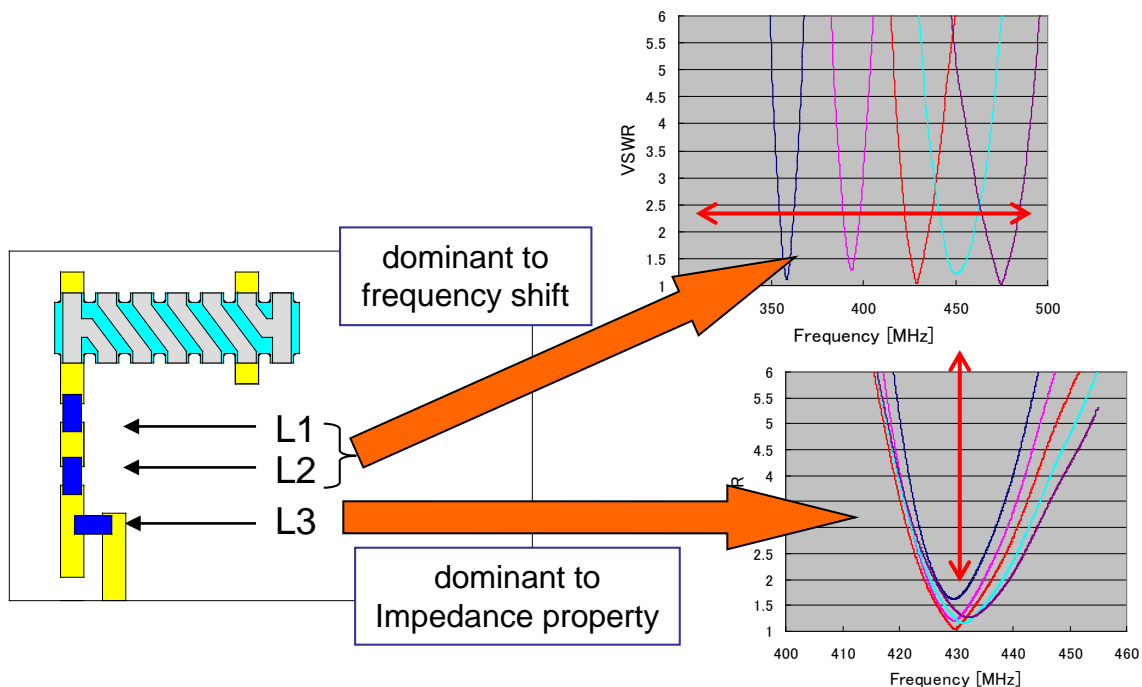 6
5.5
5
4.5
4
3.5
3
2.5
2
1.5
1
VSWR
350 400 450 500
Frequency [MHz]
dominant to
frequency shift
L1
L2
L3
dominant to
Impedance property
6
5.5
5
4.5
4
3
2.5
2
1.5
1
R
400 410 420 430 440 450 460
Frequency [MHz]